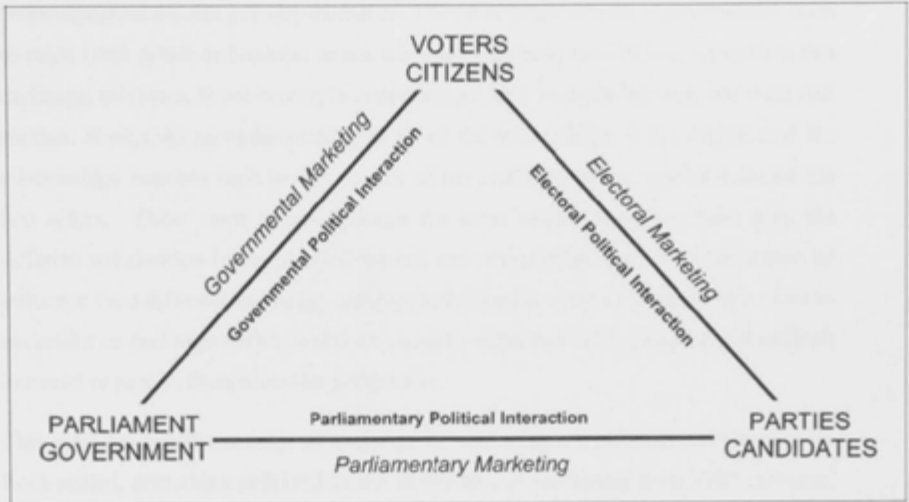 VOTERS
CITIZENS
Governmental Marketing
Governmental Political Interaction
Electoral Marketing
Electoral Political Interaction
PARLIAMENT
GOVERNMENT
Parliamentary Political Interaction
Parliamentary Marketing
PARTIES
CANDIDATES